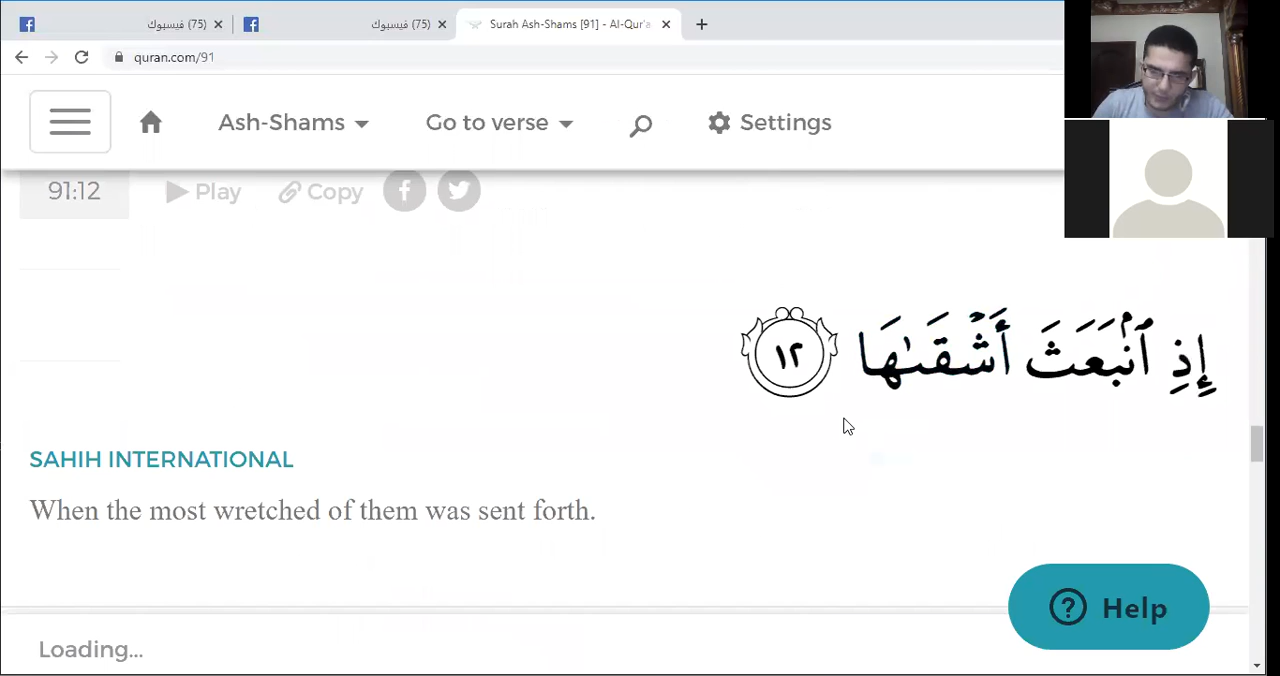 (75) فيسبوك
(75) فيسبوك
Surah Ash-Shams [91] - Al-Qur'a
quran.com/91
Ash-Shams
Go to verse
Settings
91:12
Play
Copy
إِذِ ٱنۢبَعَثَ أَشْقَىٰهَا ١٢
SAHIH INTERNATIONAL
When the most wretched of them was sent forth.
Help
Loading...